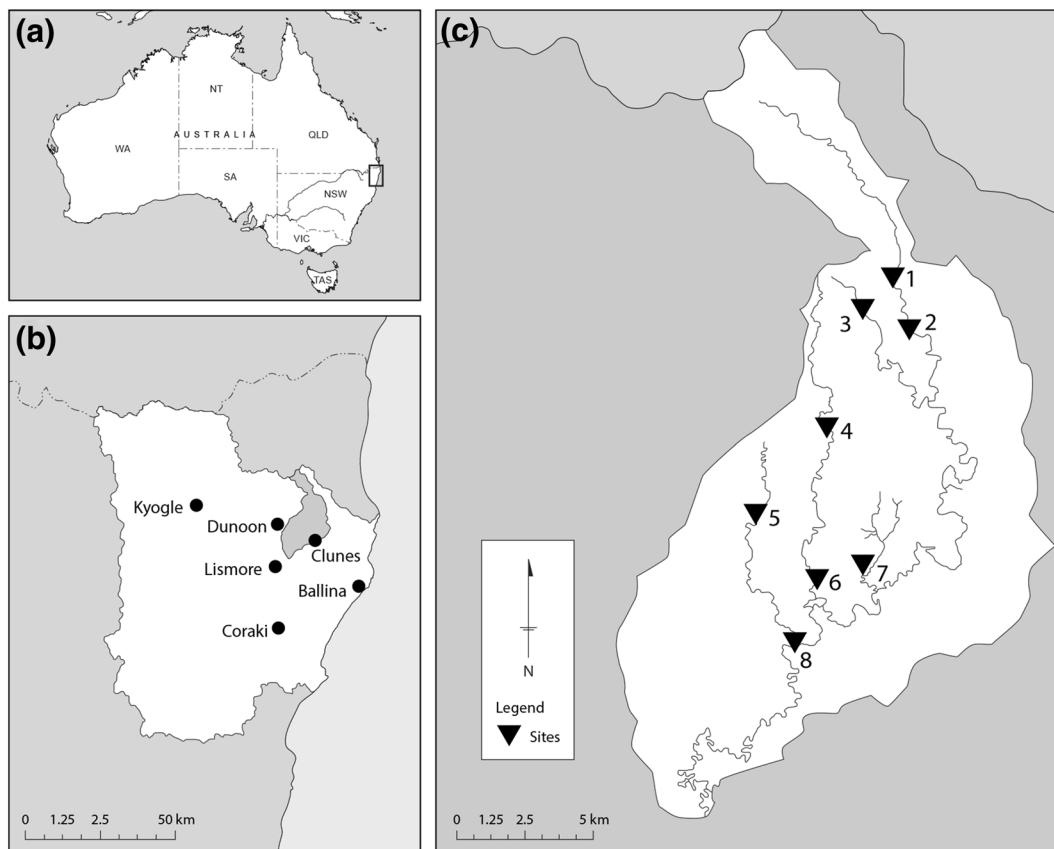 (a)
NT
AUSTRALIA
WA
QLD
SA
NSW
VIC
TAS
(b)
Kyogle
Dunoon
Clunes
Lismore
Ballina
Coraki
0 1.25 2.5 50 km
(c)
1
3
2
4
5
6
7
8
N
Legend
Sites
0 1.25 2.5 5 km